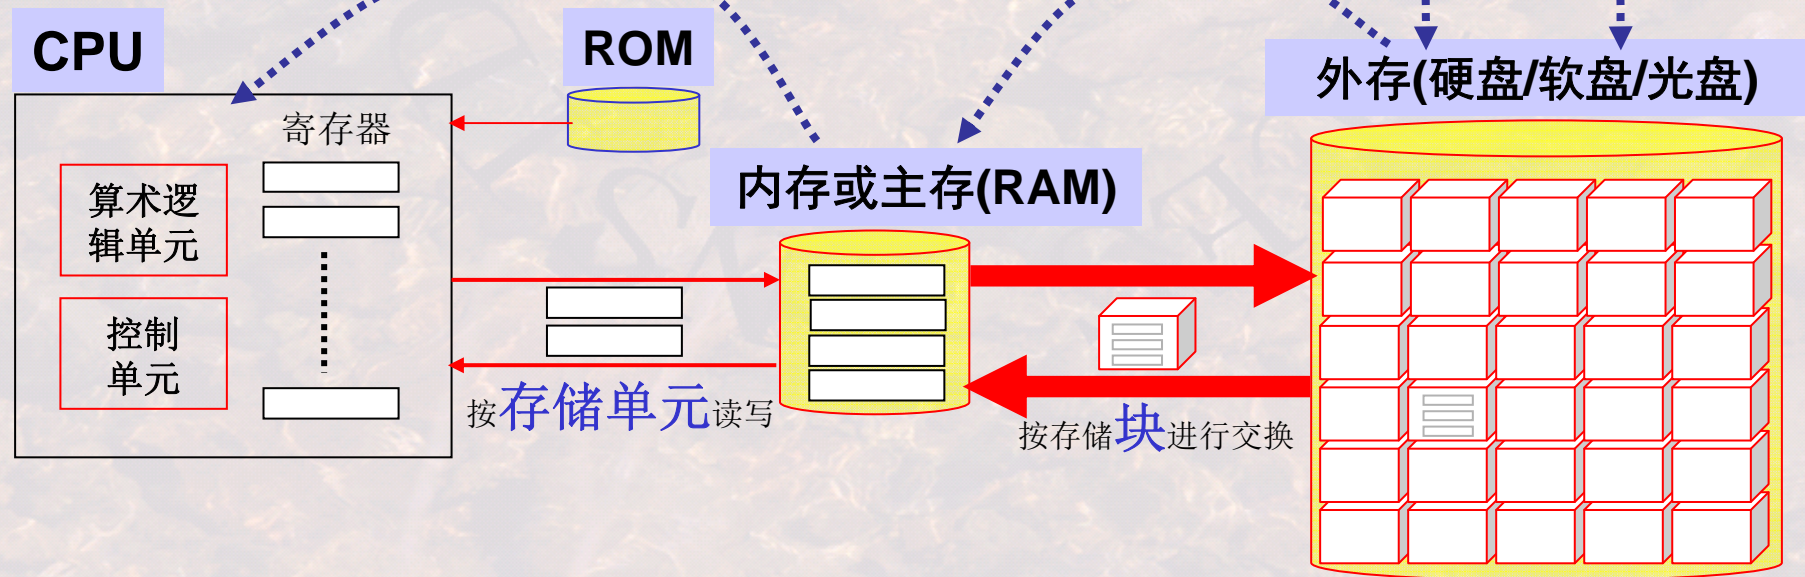 CPU
ROM
外存(硬盘/软盘/光盘)
寄存器
内存或主存(RAM)
算术逻
辑单元
控制
单元
按存储单元读写
按存储块进行交换